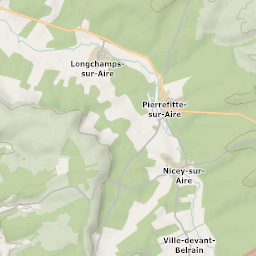 Longchamps-
sur-Aire
Pierrefitte-
sur-Aire
Nicey-sur-
Aire
Ville-devant-
Belrain